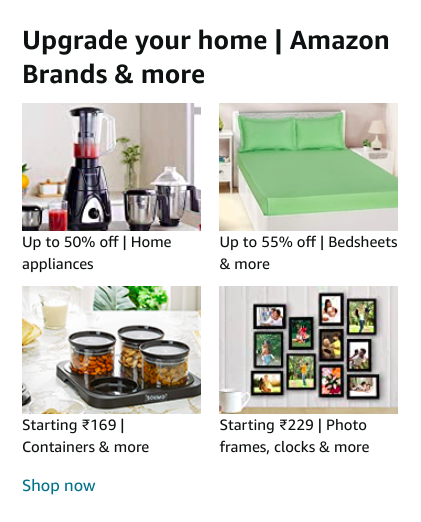 Upgrade your home | Amazon
Brands & more
Up to 50% off | Home
appliances
Up to 55% off | Bedsheets
& more
SOLIMO
Starting ₹169 |
Containers & more
Starting ₹229 | Photo
frames, clocks & more
Shop now